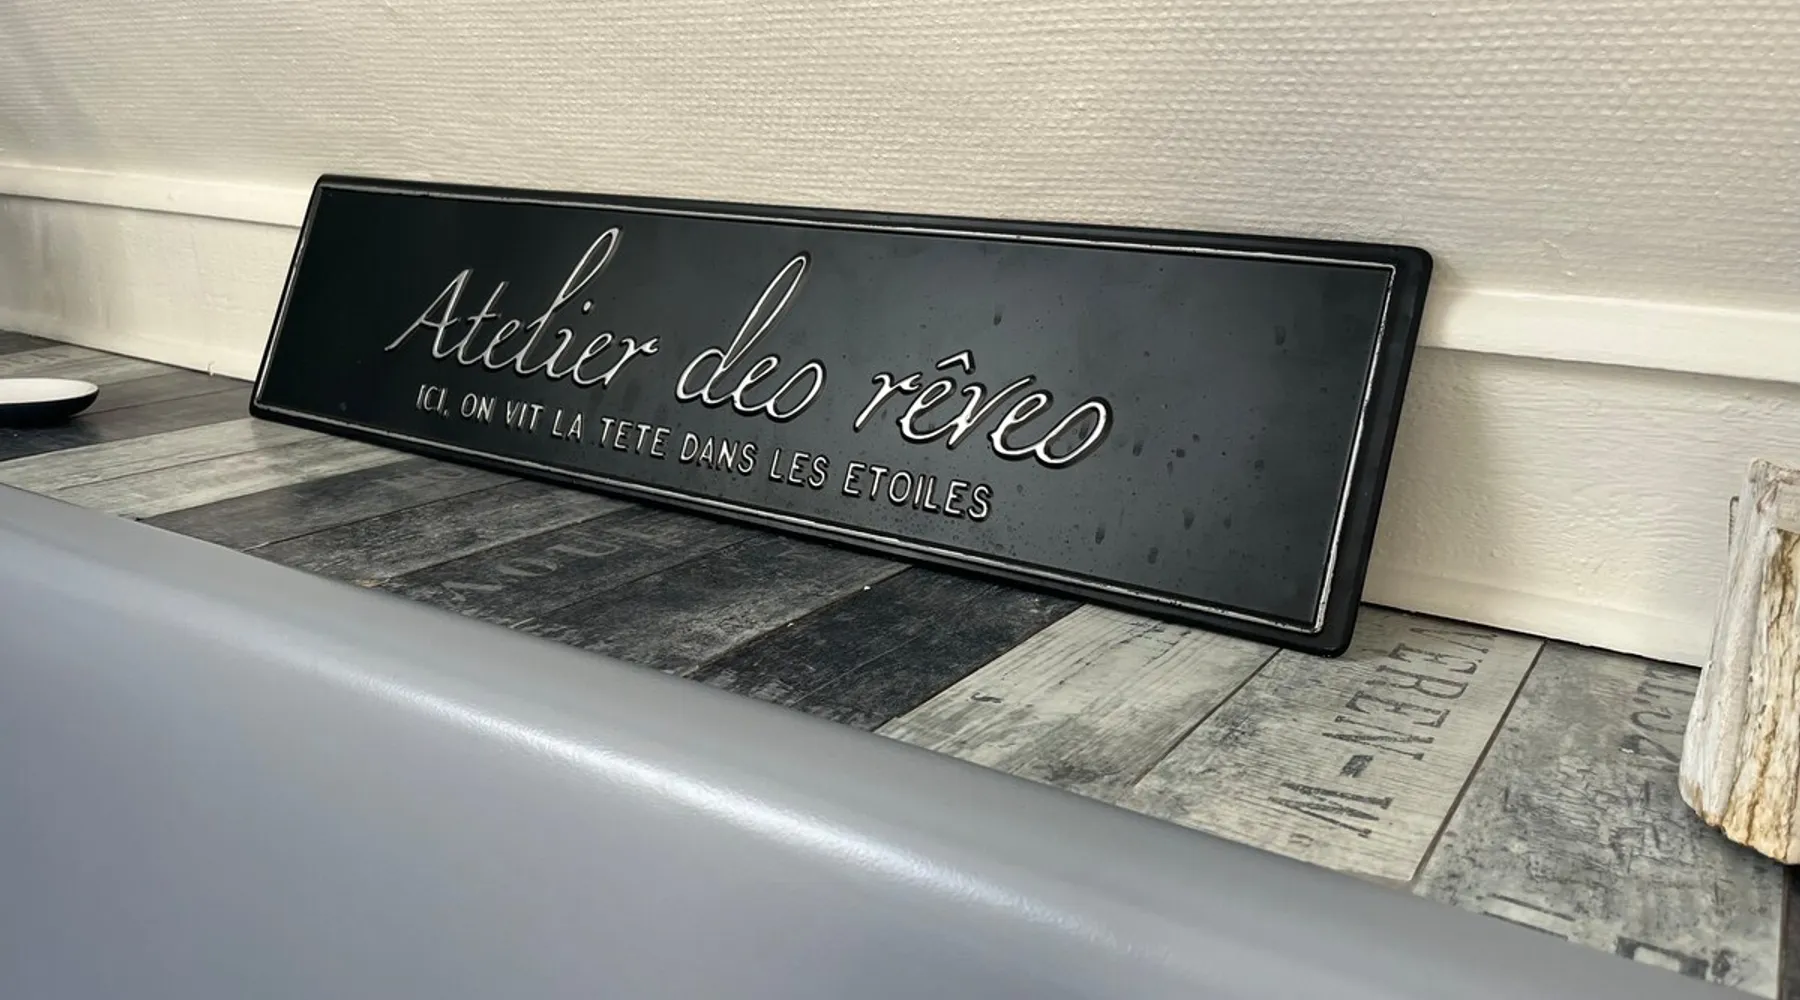 Atelier des rêves
ICI, ON VIT LA TETE DANS LES ETOILES